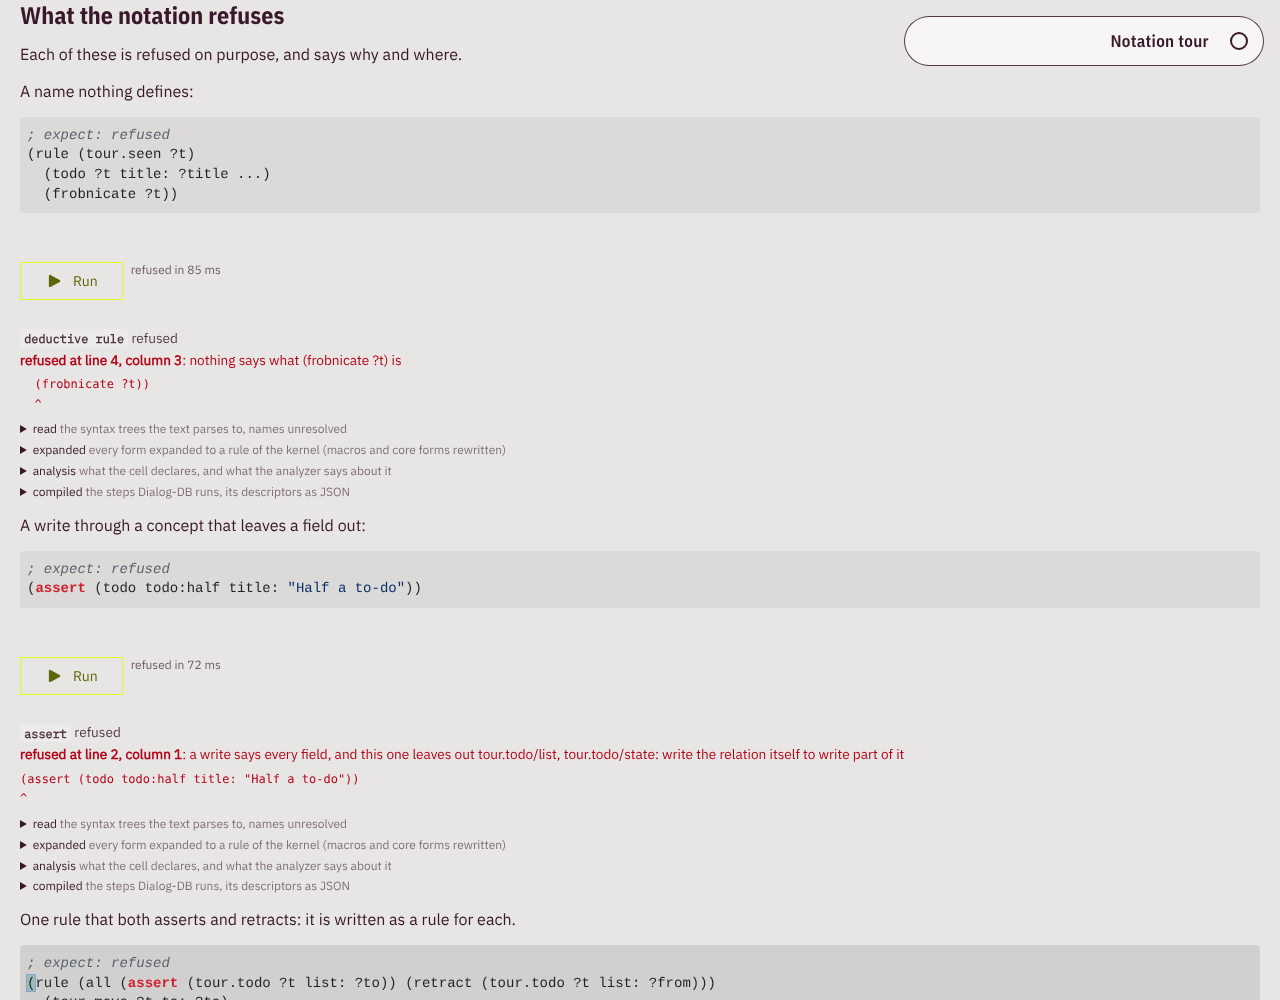 What the notation refuses
Notation tour
Each of these is refused on purpose, and says why and where.
A name nothing defines:
; expect: refused
(rule (tour.seen ?t)
  (todo ?t title: ?title ...)
  (frobnicate ?t))
Run
refused in 85 ms
deductive rule refused
refused at line 4, column 3: nothing says what (frobnicate ?t) is
  (frobnicate ?t))
  ^
read the syntax trees the text parses to, names unresolved
expanded every form expanded to a rule of the kernel (macros and core forms rewritten)
analysis what the cell declares, and what the analyzer says about it
compiled the steps Dialog-DB runs, its descriptors as JSON
A write through a concept that leaves a field out:
; expect: refused
(assert (todo todo:half title: "Half a to-do"))
Run
refused in 72 ms
assert refused
refused at line 2, column 1: a write says every field, and this one leaves out tour.todo/list, tour.todo/state: write the relation itself to write part of it
(assert (todo todo:half title: "Half a to-do"))
^
read the syntax trees the text parses to, names unresolved
expanded every form expanded to a rule of the kernel (macros and core forms rewritten)
analysis what the cell declares, and what the analyzer says about it
compiled the steps Dialog-DB runs, its descriptors as JSON
One rule that both asserts and retracts: it is written as a rule for each.
; expect: refused
(rule (all (assert (tour.todo ?t list: ?to)) (retract (tour.todo ?t list: ?from)))
  (tour.move ?t to: ?to)